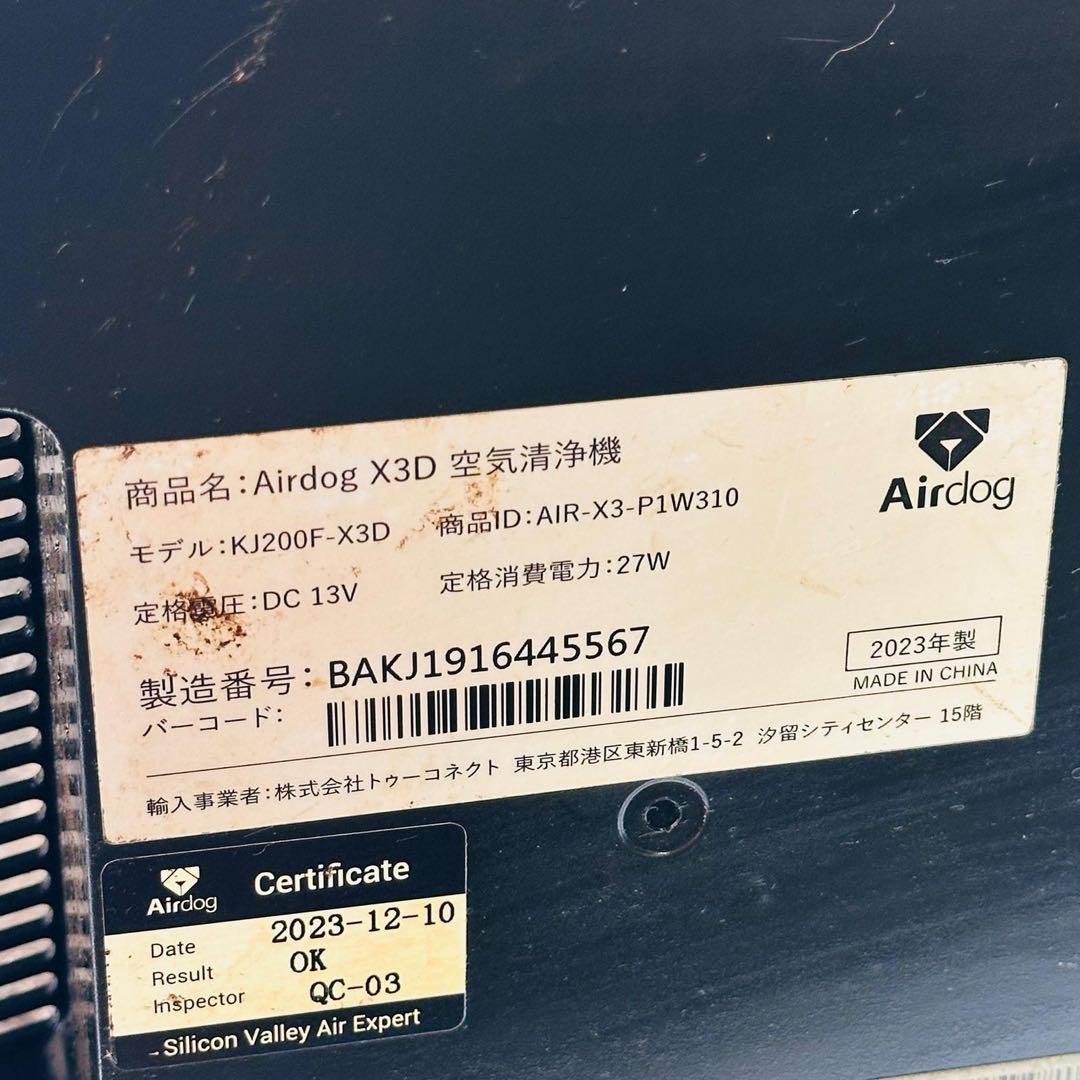 Airdog
商品名:Airdog X3D 空気清浄機
モデル:KJ200F-X3D 商品ID:AIR-X3-P1W310
定格電圧:DC 13V 定格消費電力:27W
製造番号: BAKJ1916445567
バーコード:
2023年製
MADE IN CHINA
輸入事業者:株式会社トゥーコネクト 東京都港区東新橋1-5-2 汐留シティセンター 15階
Airdog
Certificate
Date 2023-12-10
Result OK
Inspector QC-03
Silicon Valley Air Expert